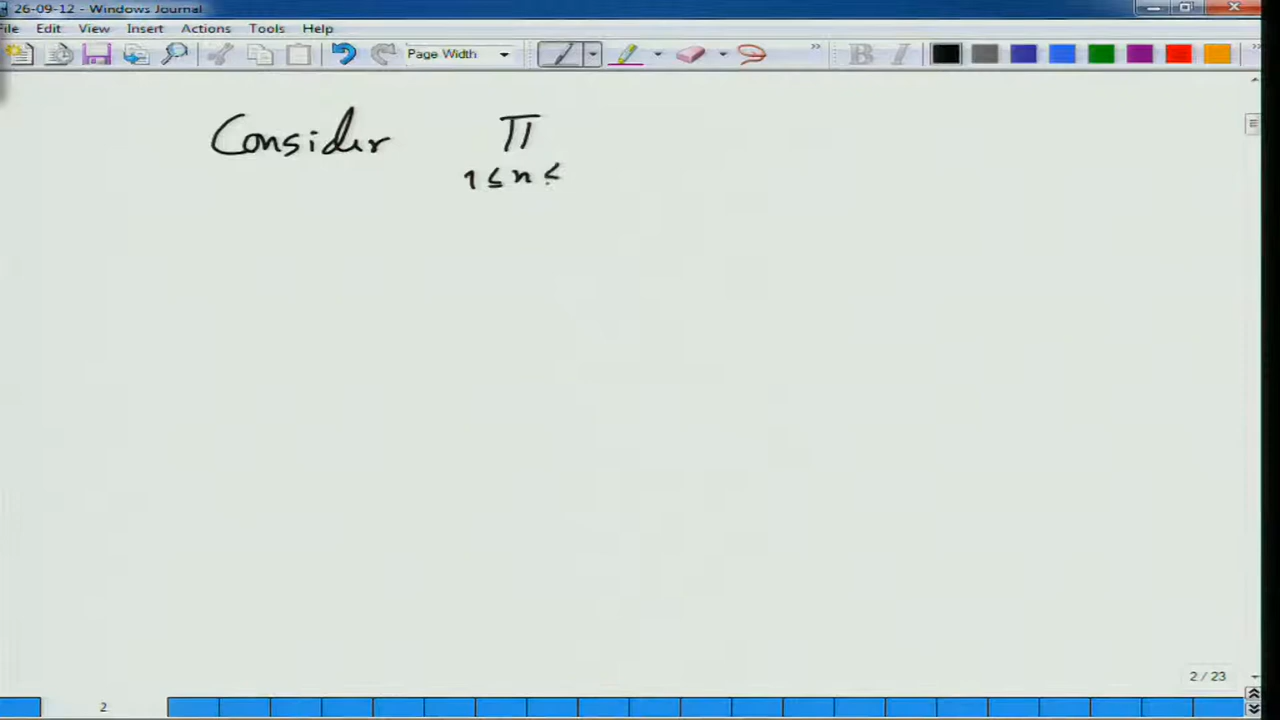 26-09-12 - Windows Journal
File Edit View Insert Actions Tools Help
Page Width
B I
Consider Π
1 ≤ n ≤
2 / 23
2